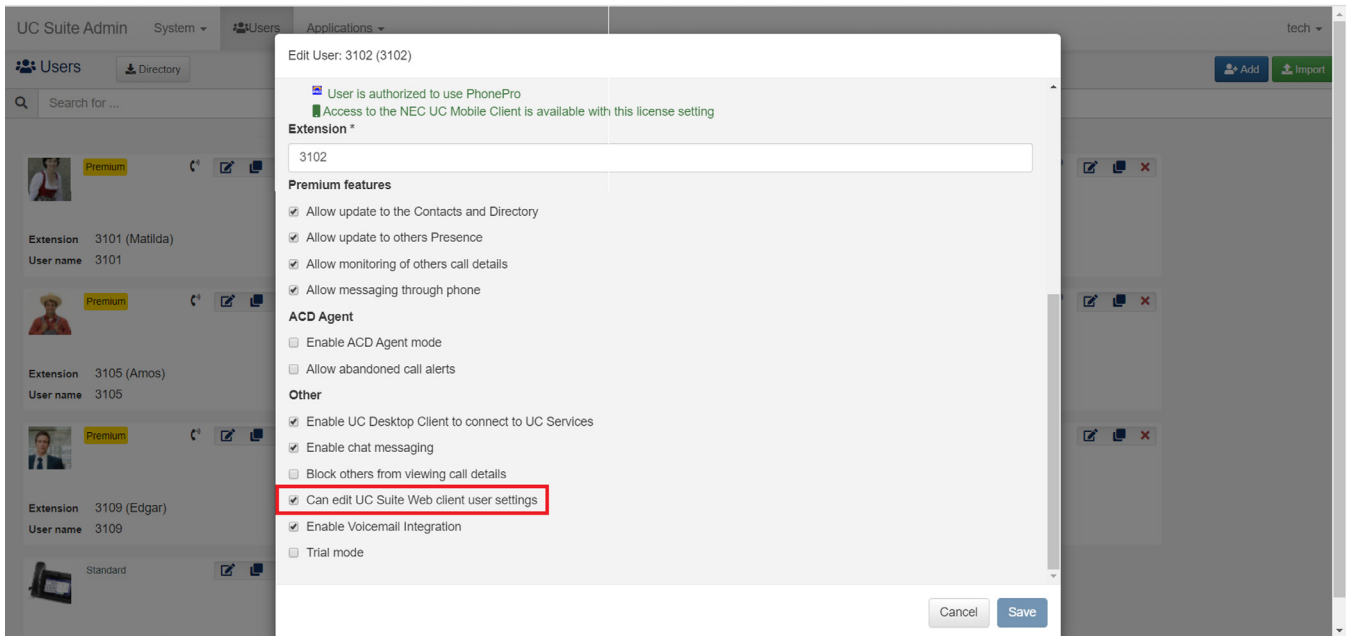 UC Suite Admin System Users Applications tech
Users Directory Add Import
Search for ...
Edit User: 3102 (3102)
User is authorized to use PhonePro
Access to the NEC UC Mobile Client is available with this license setting
Extension *
3102
Premium features
Allow update to the Contacts and Directory
Allow update to others Presence
Allow monitoring of others call details
Allow messaging through phone
ACD Agent
Enable ACD Agent mode
Allow abandoned call alerts
Other
Enable UC Desktop Client to connect to UC Services
Enable chat messaging
Block others from viewing call details
Can edit UC Suite Web client user settings
Enable Voicemail Integration
Trial mode
Cancel Save
Premium
Extension 3101 (Matilda)
User name 3101
Premium
Extension 3105 (Amos)
User name 3105
Premium
Extension 3109 (Edgar)
User name 3109
Standard